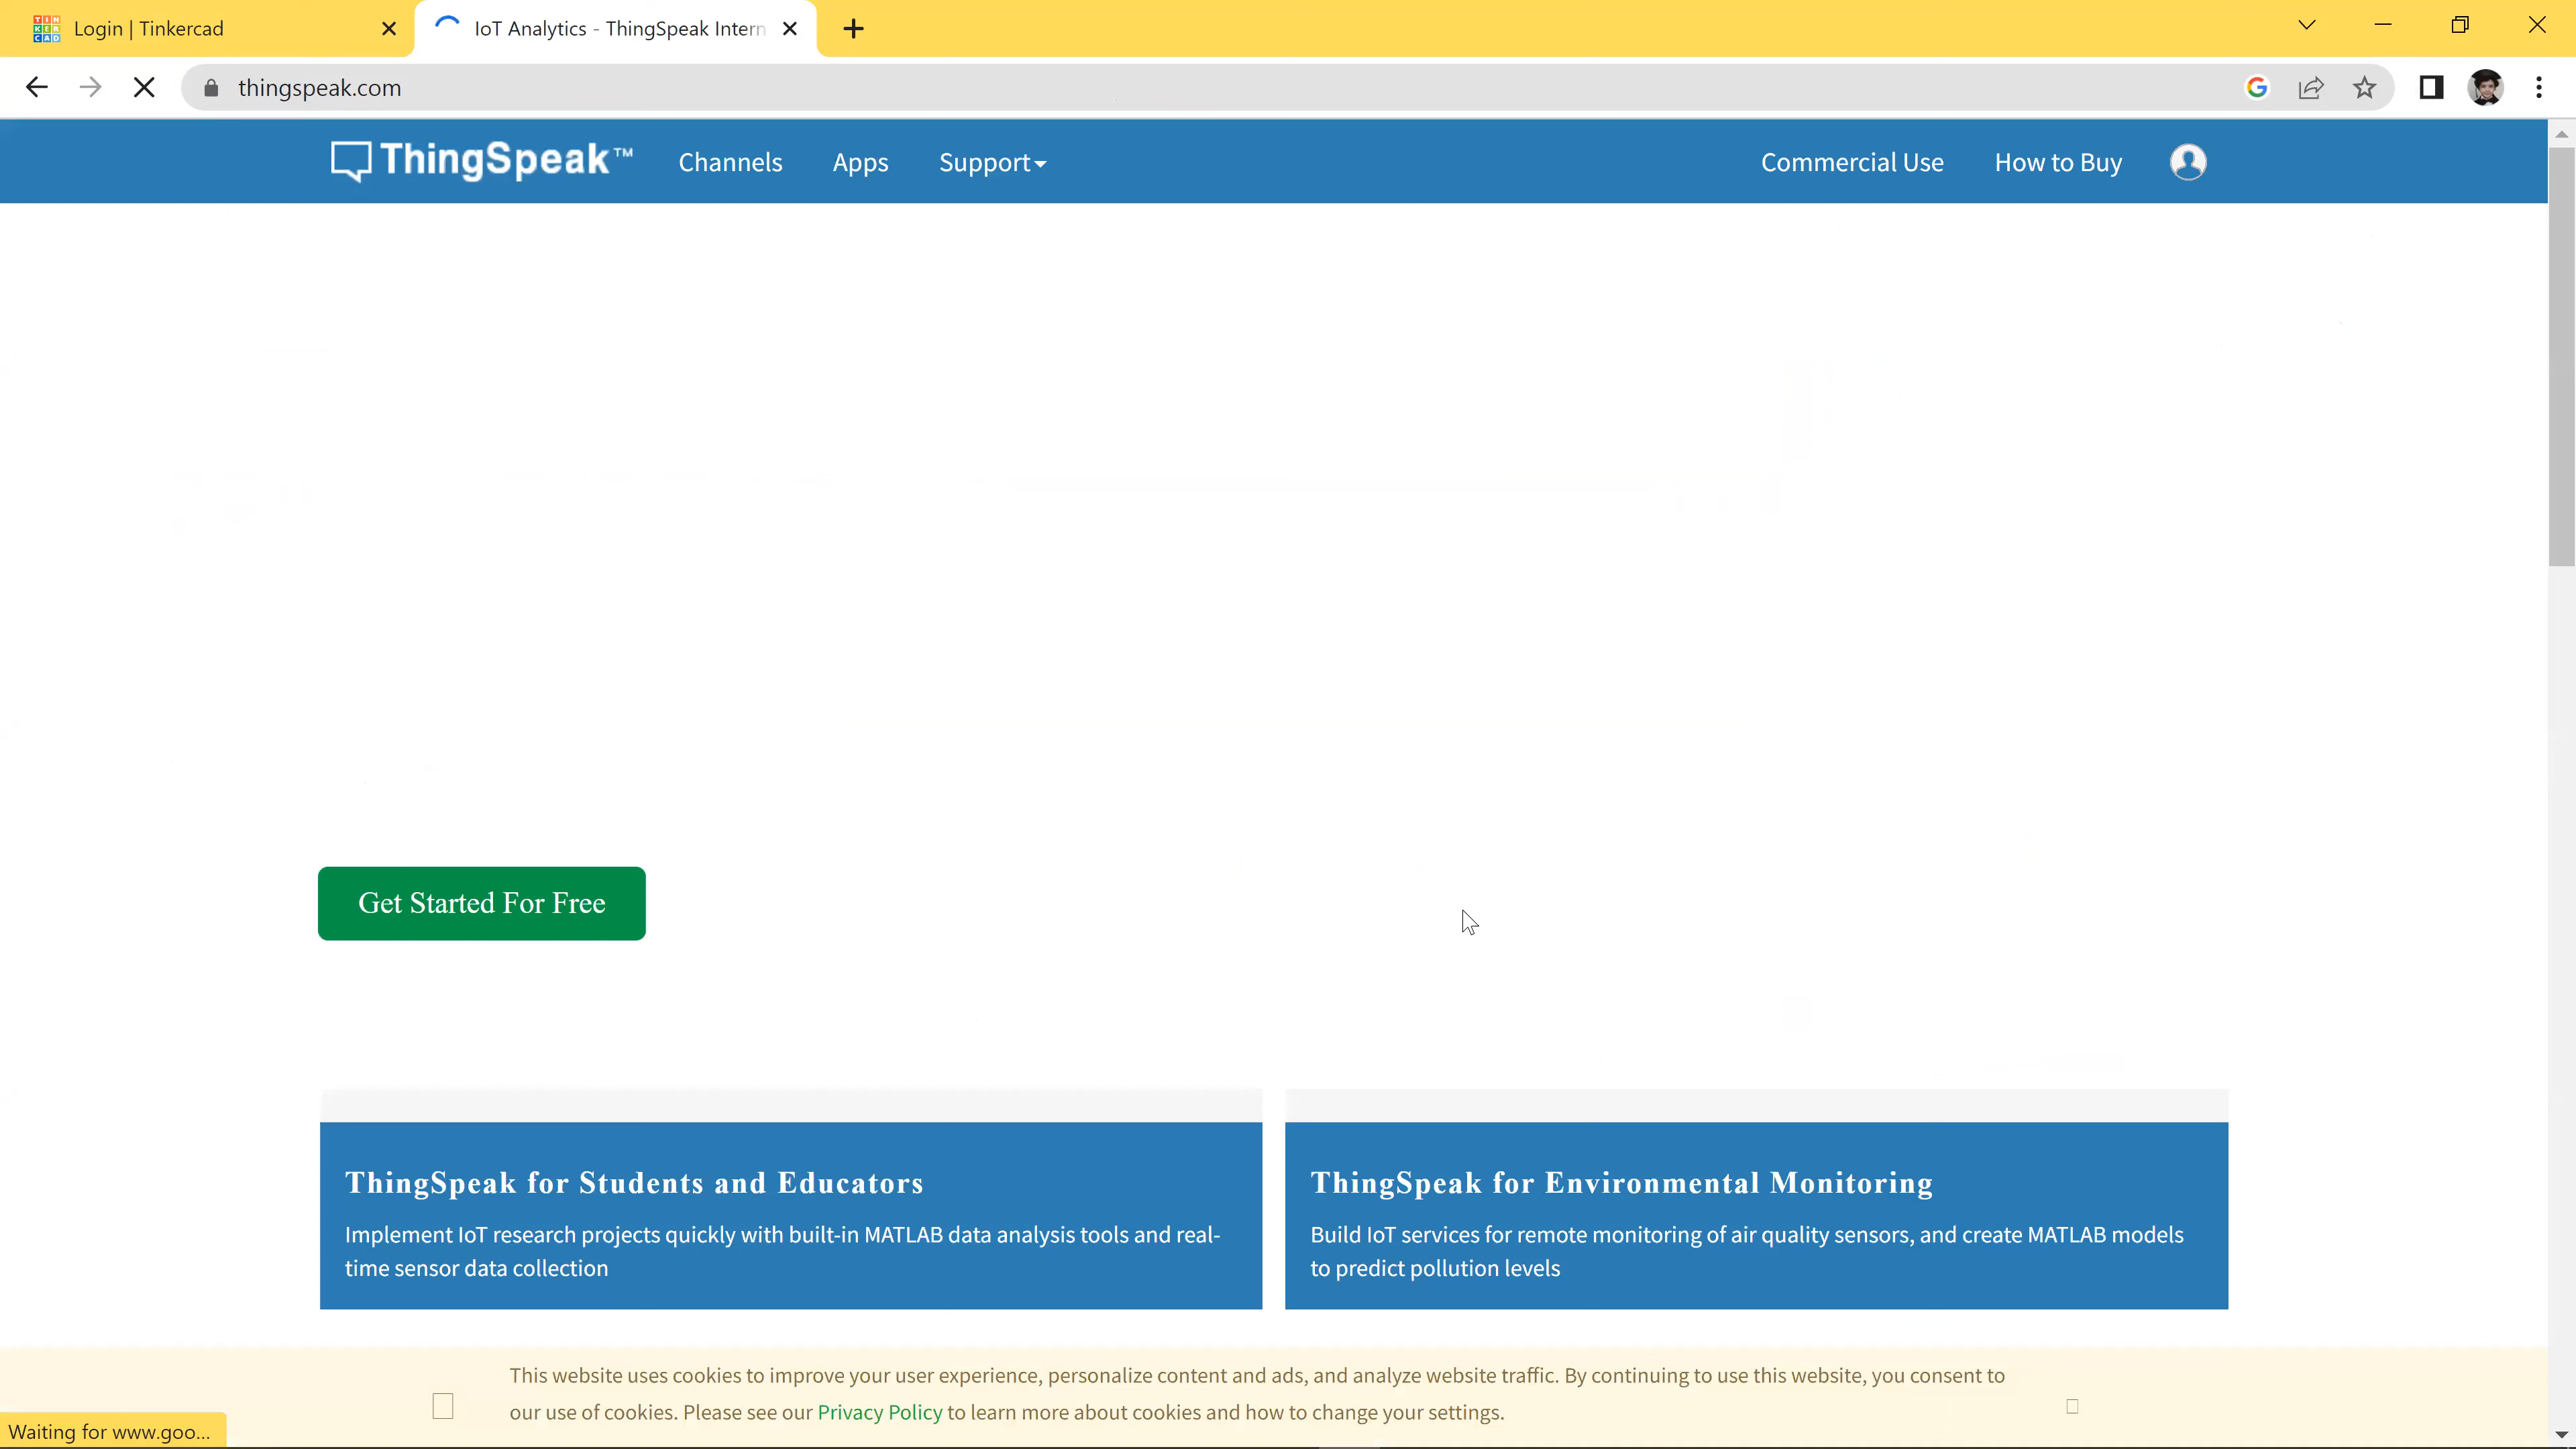 Login | Tinkercad
IoT Analytics - ThingSpeak Intern
thingspeak.com
ThingSpeak™ Channels Apps Support Commercial Use How to Buy
Get Started For Free
ThingSpeak for Students and Educators
Implement IoT research projects quickly with built-in MATLAB data analysis tools and real-
time sensor data collection
ThingSpeak for Environmental Monitoring
Build IoT services for remote monitoring of air quality sensors, and create MATLAB models
to predict pollution levels
This website uses cookies to improve your user experience, personalize content and ads, and analyze website traffic. By continuing to use this website, you consent to
our use of cookies. Please see our Privacy Policy to learn more about cookies and how to change your settings.
Waiting for www.goo...